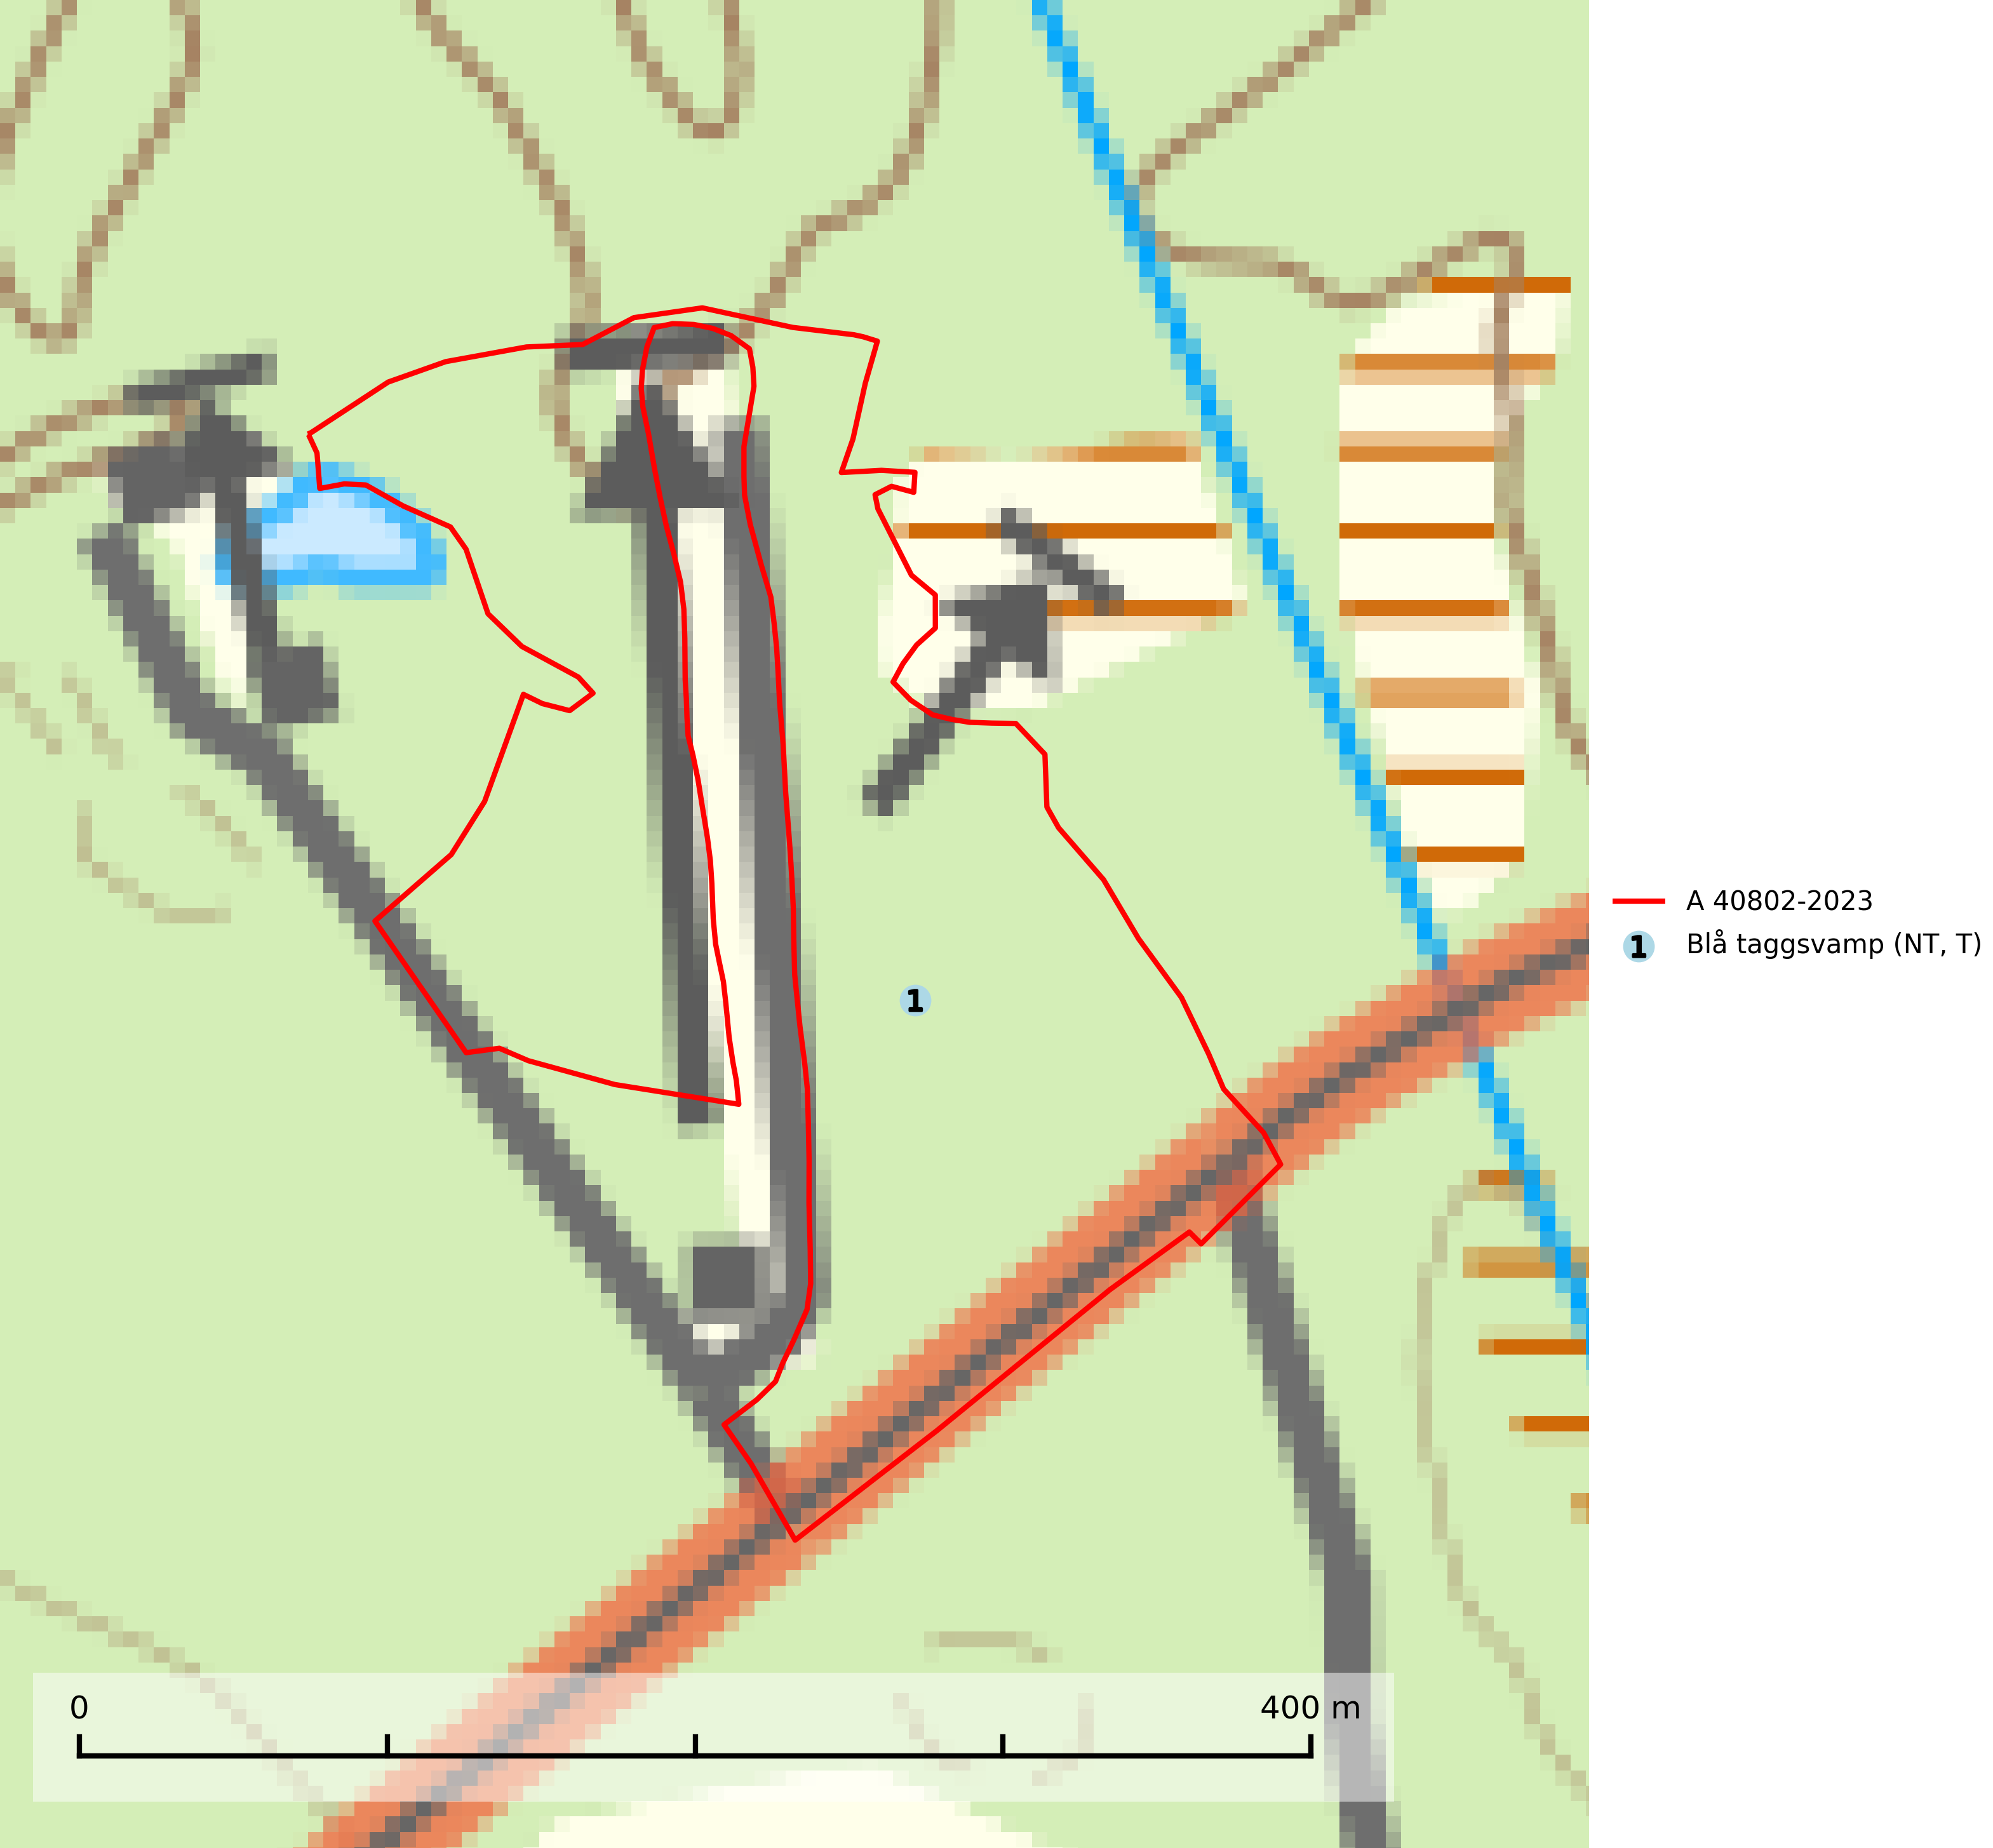 A 40802-2023
1 Blå taggsvamp (NT, T)
1
0 400 m